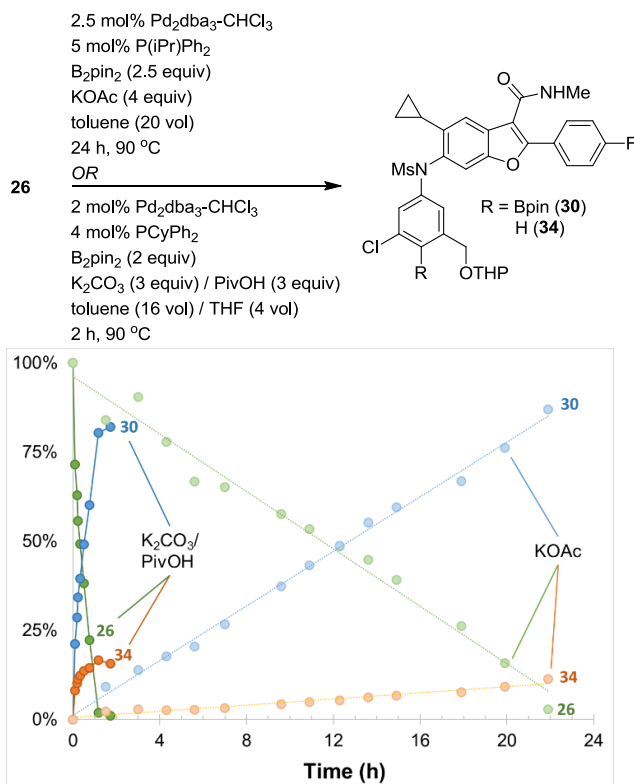 2.5 mol% Pd2dba3-CHCl3
5 mol% P(iPr)Ph2
B2pin2 (2.5 equiv)
KOAc (4 equiv)
toluene (20 vol)
24 h, 90 °C
OR
26
2 mol% Pd2dba3-CHCl3
4 mol% PCyPh2
B2pin2 (2 equiv)
K2CO3 (3 equiv) / PivOH (3 equiv)
toluene (16 vol) / THF (4 vol)
2 h, 90 °C
O
NHMe
F
O
MsN
R = Bpin (30)
H (34)
Cl
R
OTHP
100%
75%
50%
25%
0%
30
K2CO3/
PivOH
26
34
30
KOAc
34
26
0
4
8
12
16
20
24
Time (h)